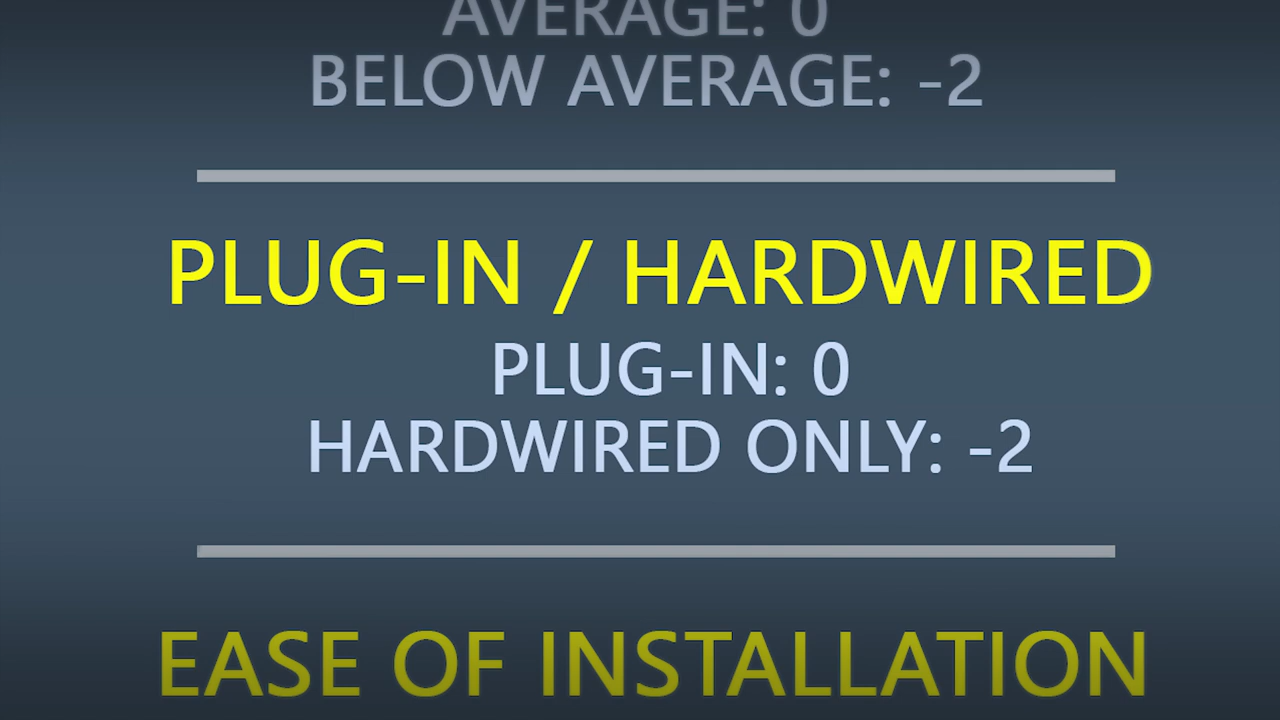 AVERAGE: 0
BELOW AVERAGE: -2
PLUG-IN / HARDWIRED
PLUG-IN: 0
HARDWIRED ONLY: -2
EASE OF INSTALLATION